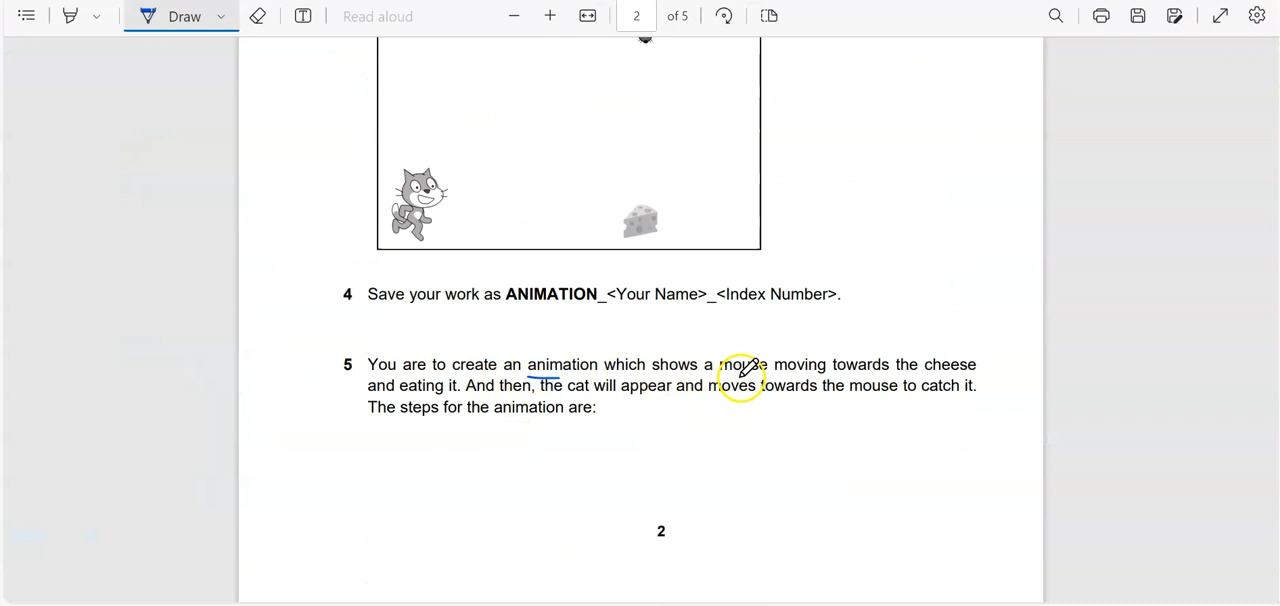 Draw
Read aloud
2
of 5
4 Save your work as ANIMATION_<Your Name>_<Index Number>.
5 You are to create an animation which shows a mouse moving towards the cheese
and eating it. And then, the cat will appear and moves towards the mouse to catch it.
The steps for the animation are:
2